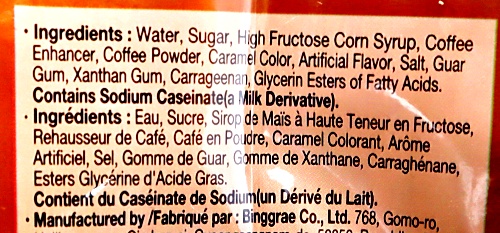 · Ingredients : Water, Sugar, High Fructose Corn Syrup, Coffee
Enhancer, Coffee Powder, Caramel Color, Artificial Flavor, Salt, Guar
Gum, Xanthan Gum, Carrageenan, Glycerin Esters of Fatty Acids.
Contains Sodium Caseinate(a Milk Derivative).
· Ingrédients : Eau, Sucre, Sirop de Maïs à Haute Teneur en Fructose,
Rehausseur de Café, Café en Poudre, Caramel Colorant, Arôme
Artificiel, Sel, Gomme de Guar, Gomme de Xanthane, Carraghénane,
Esters Glycérine d'Acide Gras.
Contient du Caséinate de Sodium(un Dérivé du Lait).
· Manufactured by /Fabriqué par : Binggrae Co., Ltd. 768, Gomo-ro,